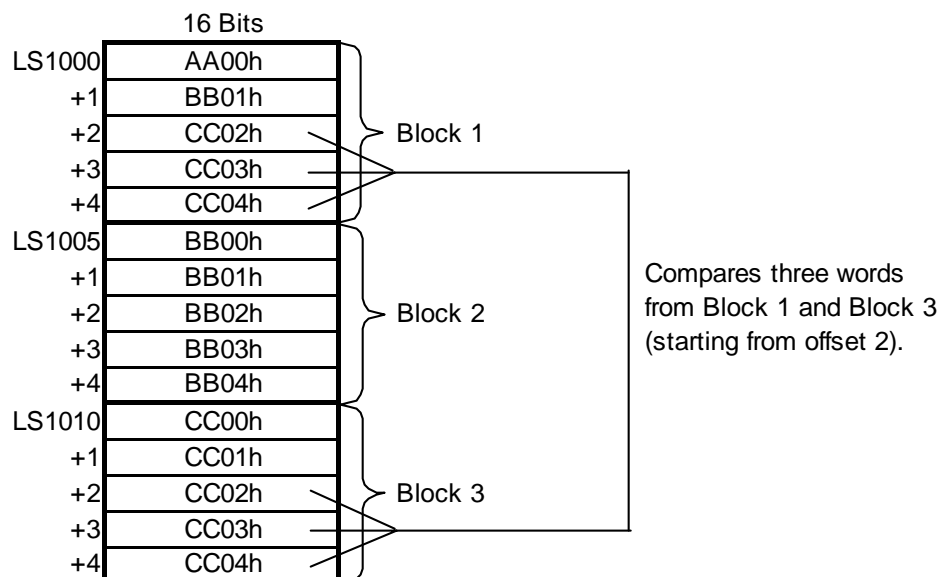 16 Bits
LS1000 AA00h
+1 BB01h
+2 CC02h Block 1
+3 CC03h
+4 CC04h
LS1005 BB00h
+1 BB01h
+2 BB02h Block 2
+3 BB03h
+4 BB04h
LS1010 CC00h
+1 CC01h
+2 CC02h Block 3
+3 CC03h
+4 CC04h
Compares three words
from Block 1 and Block 3
(starting from offset 2).